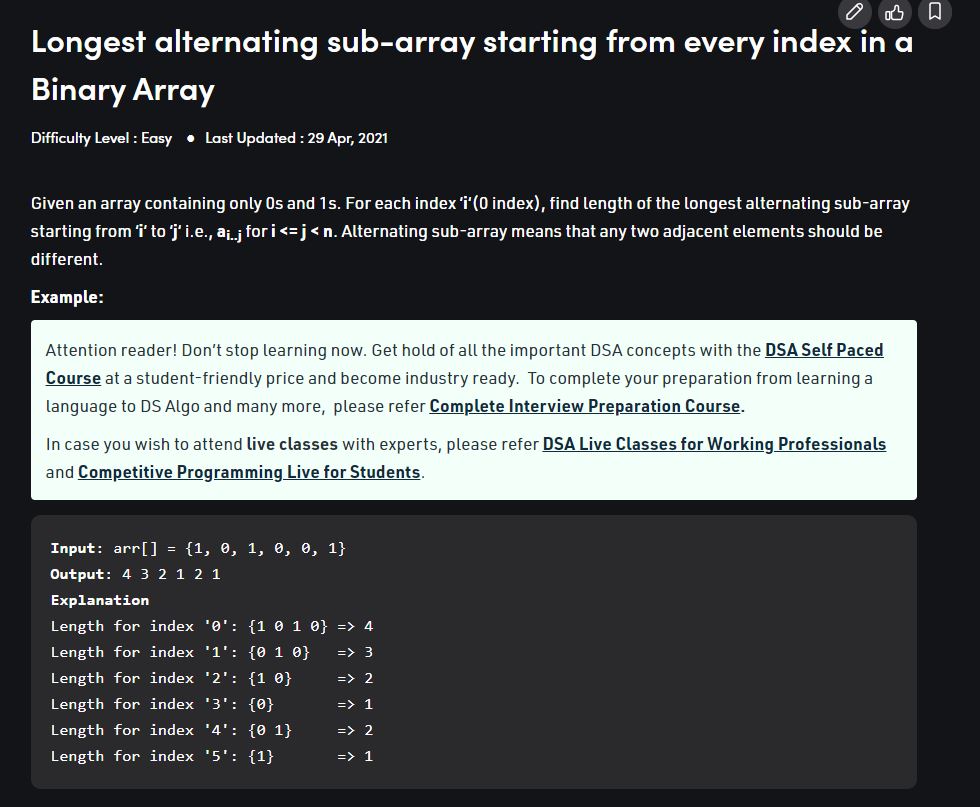 Longest alternating sub-array starting from every index in a
Binary Array
Difficulty Level : Easy ● Last Updated : 29 Apr, 2021
Given an array containing only 0s and 1s. For each index 'i'(0 index), find length of the longest alternating sub-array
starting from 'i' to 'j' i.e., ai..j for i <= j < n. Alternating sub-array means that any two adjacent elements should be
different.
Example:
Attention reader! Don't stop learning now. Get hold of all the important DSA concepts with the DSA Self Paced
Course at a student-friendly price and become industry ready.  To complete your preparation from learning a
language to DS Algo and many more,  please refer Complete Interview Preparation Course.
In case you wish to attend live classes with experts, please refer DSA Live Classes for Working Professionals
and Competitive Programming Live for Students.
Input: arr[] = {1, 0, 1, 0, 0, 1}
Output: 4 3 2 1 2 1
Explanation
Length for index '0': {1 0 1 0} => 4
Length for index '1': {0 1 0}   => 3
Length for index '2': {1 0}     => 2
Length for index '3': {0}       => 1
Length for index '4': {0 1}     => 2
Length for index '5': {1}       => 1